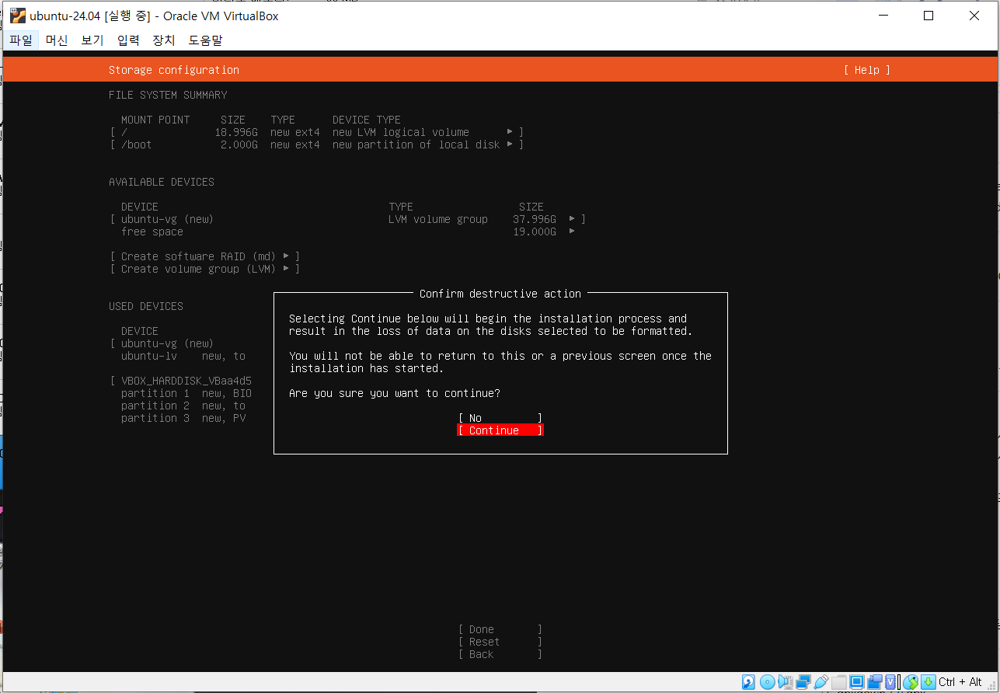 ubuntu-24.04 [실행 중] - Oracle VM VirtualBox
파일 머신 보기 입력 장치 도움말
Storage configuration [ Help ]
FILE SYSTEM SUMMARY
MOUNT POINT SIZE TYPE DEVICE TYPE
[ / 18.996G new ext4 new LVM logical volume ▸ ]
[ /boot 2.000G new ext4 new partition of local disk ▸ ]
AVAILABLE DEVICES
DEVICE TYPE SIZE
[ ubuntu-vg (new) LVM volume group 37.996G ▸ ]
free space 19.000G ▸
[ Create software RAID (md) ▸ ]
[ Create volume group (LVM) ▸ ]
USED DEVICES
DEVICE
[ ubuntu-vg (new)
ubuntu-lv new, to
[ VBOX_HARDDISK_VBaa4d5
partition 1 new, BIO
partition 2 new, to
partition 3 new, PV
Confirm destructive action
Selecting Continue below will begin the installation process and
result in the loss of data on the disks selected to be formatted.
You will not be able to return to this or a previous screen once the
installation has started.
Are you sure you want to continue?
[ No ]
[ Continue ]
[ Done ]
[ Reset ]
[ Back ]
Ctrl + Alt